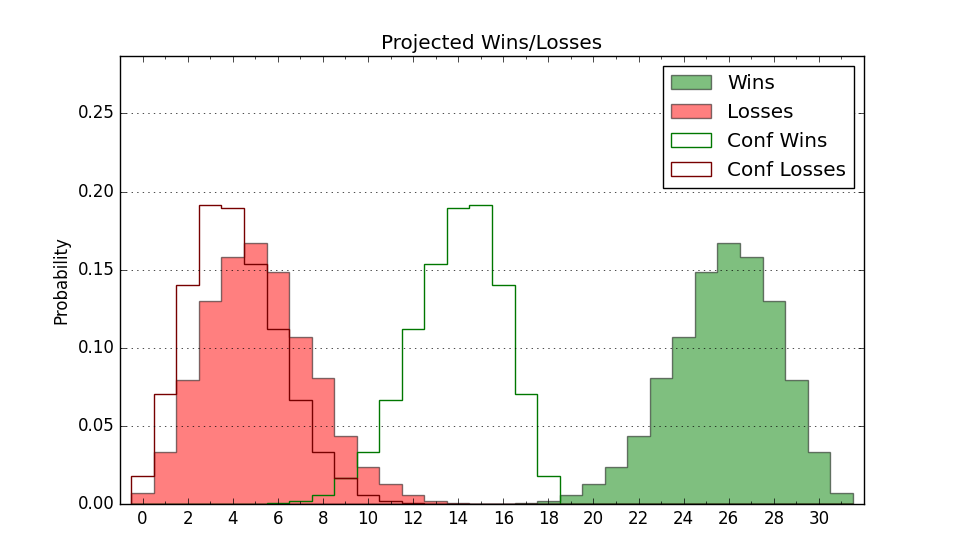 Projected Wins/Losses
Wins
Losses
Conf Wins
Conf Losses
Probability
0.25
0.20
0.15
0.10
0.05
0.00
0 2 4 6 8 10 12 14 16 18 20 22 24 26 28 30